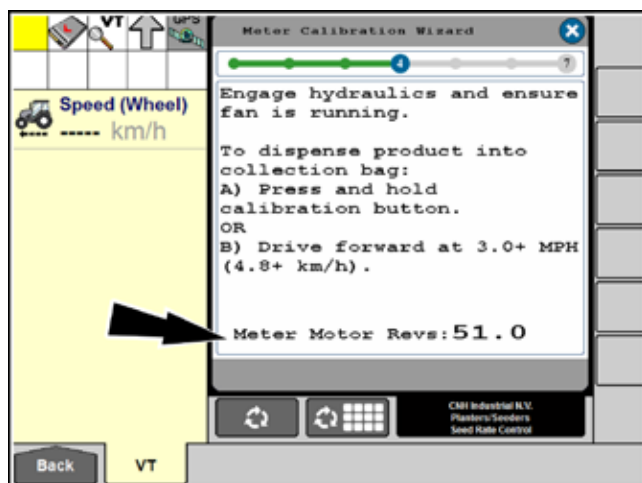 VT
GPS
Meter Calibration Wizard
4
7
Speed (Wheel)
----- km/h
Engage hydraulics and ensure
fan is running.
To dispense product into
collection bag:
A) Press and hold
calibration button.
OR
B) Drive forward at 3.0+ MPH
(4.8+ km/h).
Meter Motor Revs:51.0
CNH Industrial N.V.
Planters/Seeders
Seed Rate Control
Back
VT